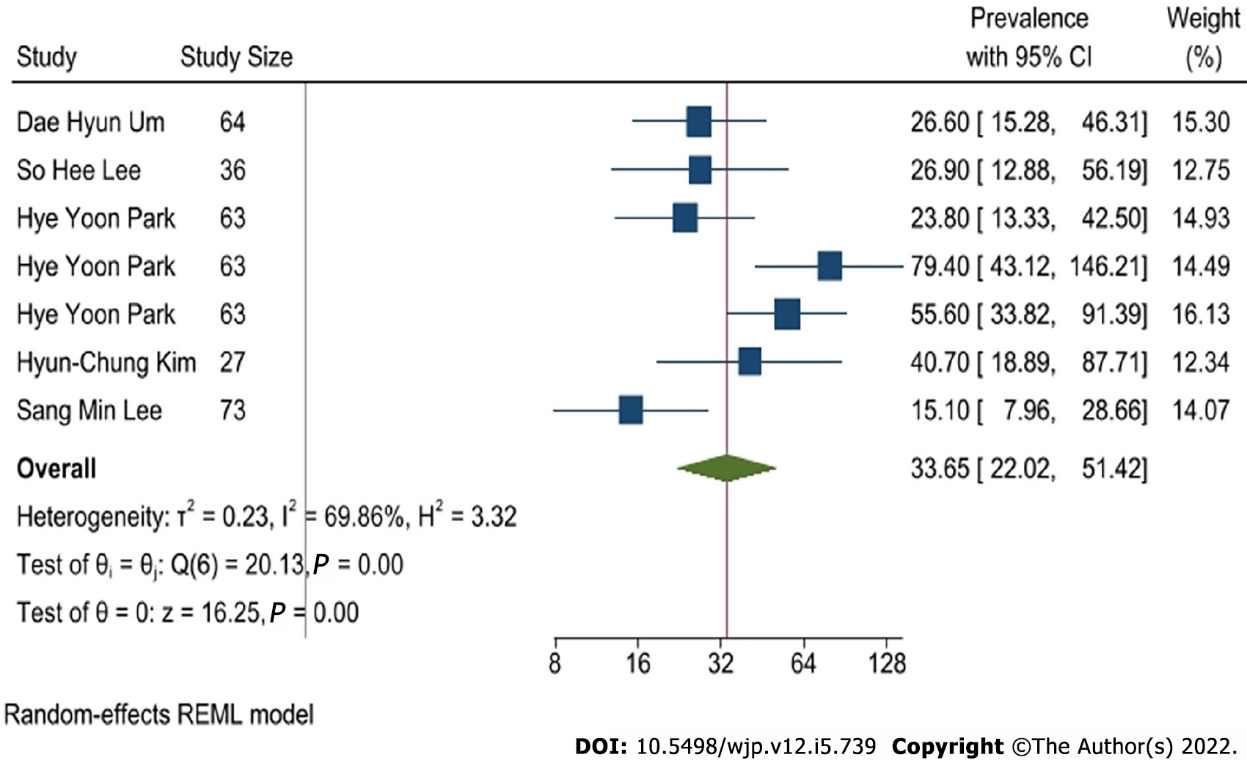 Study Study Size Prevalence with 95% CI Weight (%)
Dae Hyun Um 64 26.60 [ 15.28, 46.31] 15.30
So Hee Lee 36 26.90 [ 12.88, 56.19] 12.75
Hye Yoon Park 63 23.80 [ 13.33, 42.50] 14.93
Hye Yoon Park 63 79.40 [ 43.12, 146.21] 14.49
Hye Yoon Park 63 55.60 [ 33.82, 91.39] 16.13
Hyun-Chung Kim 27 40.70 [ 18.89, 87.71] 12.34
Sang Min Lee 73 15.10 [ 7.96, 28.66] 14.07
Overall 33.65 [ 22.02, 51.42]
Heterogeneity: τ² = 0.23, I² = 69.86%, H² = 3.32
Test of θᵢ = θⱼ: Q(6) = 20.13, P = 0.00
Test of θ = 0: z = 16.25, P = 0.00
8 16 32 64 128
Random-effects REML model
DOI: 10.5498/wjp.v12.i5.739 Copyright ©The Author(s) 2022.